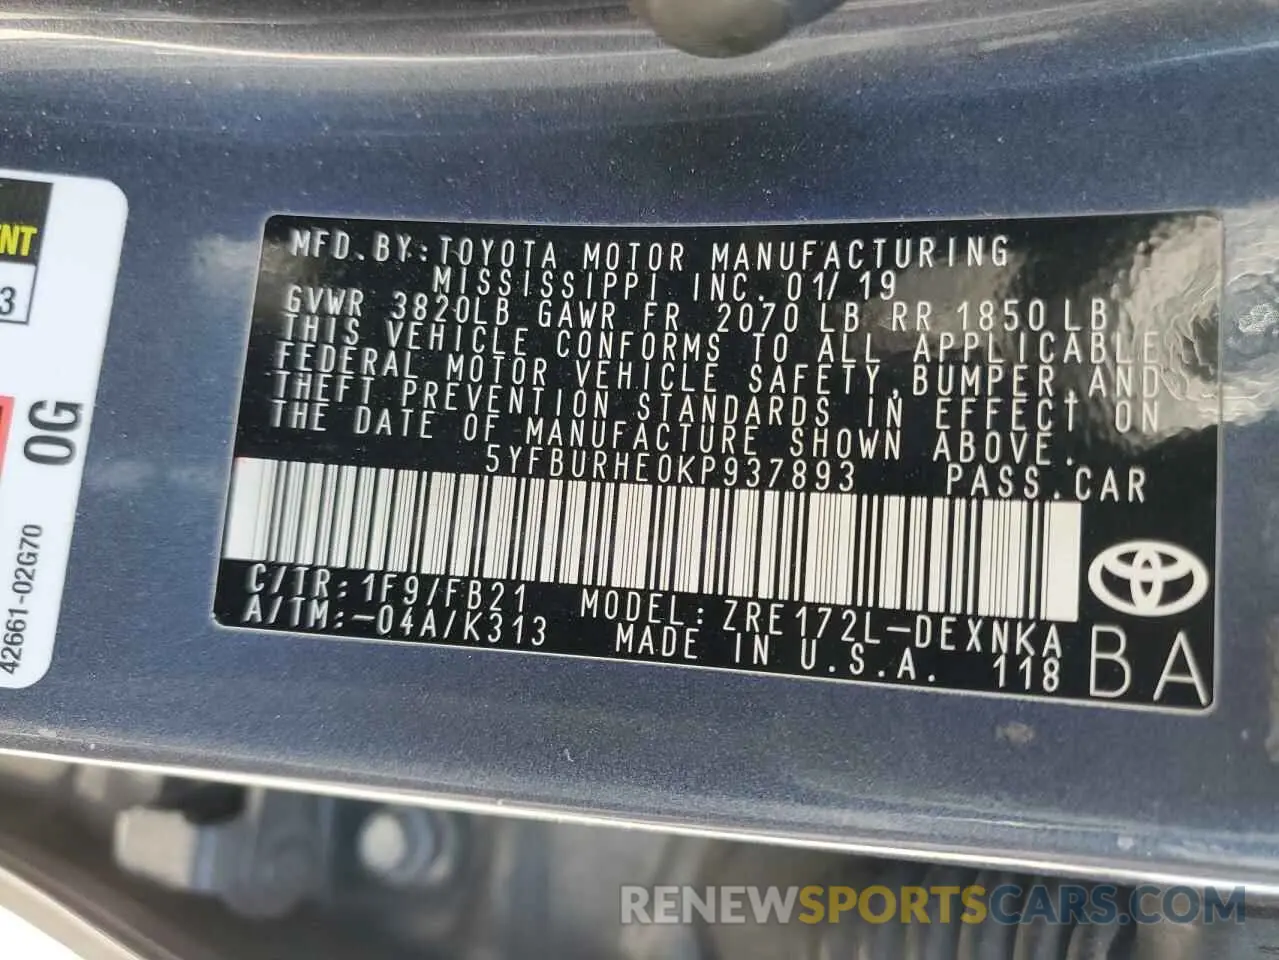 MFD. BY: TOYOTA MOTOR MANUFACTURING
MISSISSIPPI INC. 01/19
GVWR 3820LB GAWR FR 2070 LB RR 1850LB
THIS VEHICLE CONFORMS TO ALL APPLICABLE
FEDERAL MOTOR VEHICLE SAFETY, BUMPER, AND
THEFT PREVENTION STANDARDS IN EFFECT ON
THE DATE OF MANUFACTURE SHOWN ABOVE.
5YFBURHE0KP937893 PASS. CAR
C/TR: 1F9/FB21 MODEL: ZRE172L-DEXNKA
A/TM: -04A/K313 MADE IN U.S.A. 118
BA
3
0G
42661-02G70
RENEWSPORTSCARS.COM